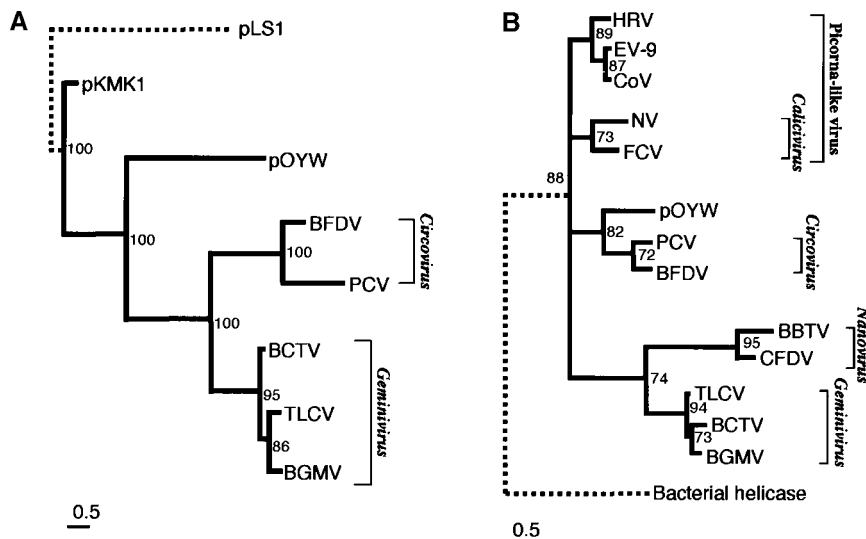 A
pLS1
pKMK1
100
pOYW
100
BFDV
100
PCV
Circovirus
100
BCTV
95
TLCV
86
BGMV
Geminivirus
0.5
B
HRV
89
EV-9
87
CoV
NV
73
FCV
Calicivirus
Picorna-like virus
88
pOYW
82
PCV
72
BFDV
Circovirus
BBTV
95
CFDV
Nanovirus
74
TLCV
94
BCTV
73
BGMV
Geminivirus
Bacterial helicase
0.5